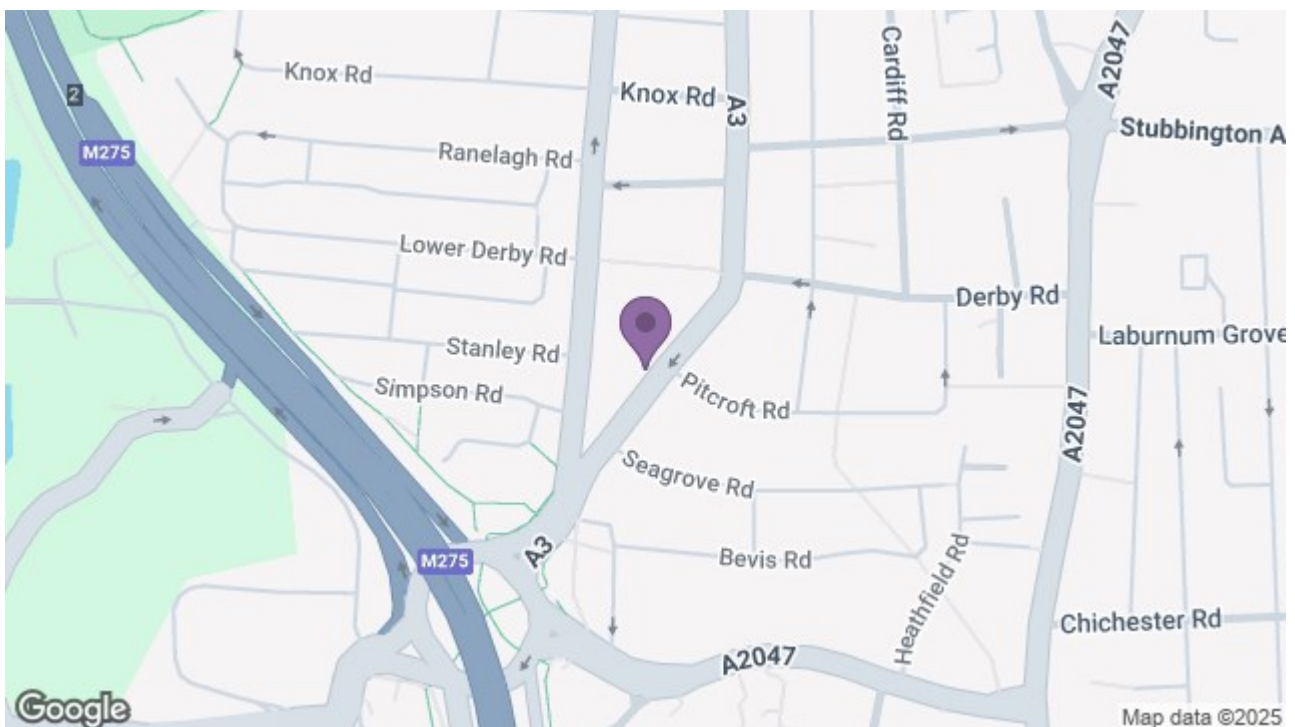 2
M275
Knox Rd
Knox Rd
A3
Cardiff Rd
A2047
Stubbington A
Ranelagh Rd
Lower Derby Rd
Derby Rd
Laburnum Grove
Stanley Rd
Simpson Rd
Pitcroft Rd
A2047
Seagrove Rd
M275
A3
Bevis Rd
Heathfield Rd
Chichester Rd
A2047
Google
Map data ©2025